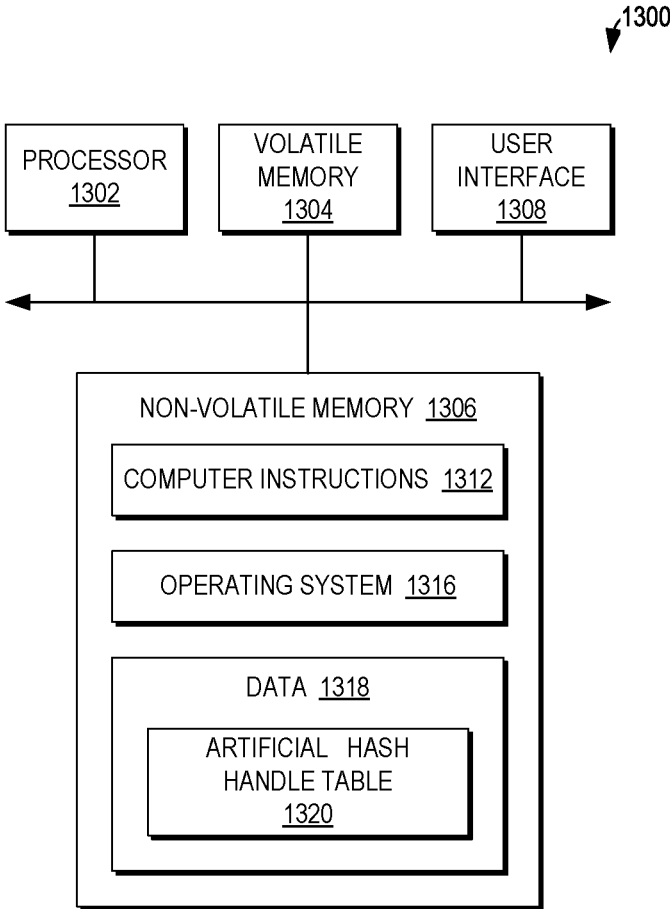 1300
PROCESSOR
1302
VOLATILE
MEMORY
1304
USER
INTERFACE
1308
NON-VOLATILE MEMORY 1306
COMPUTER INSTRUCTIONS 1312
OPERATING SYSTEM 1316
DATA 1318
ARTIFICIAL HASH
HANDLE TABLE
1320